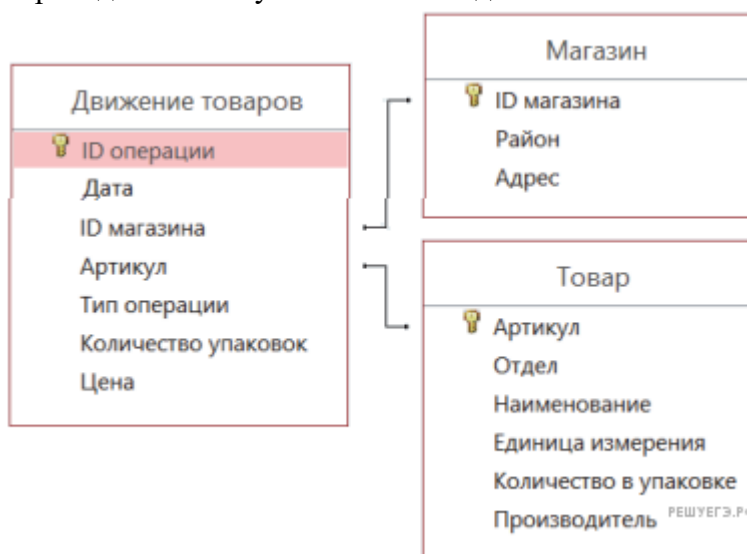 Движение товаров
ID операции
Дата
ID магазина
Артикул
Тип операции
Количество упаковок
Цена
Магазин
ID магазина
Район
Адрес
Товар
Артикул
Отдел
Наименование
Единица измерения
Количество в упаковке
Производитель